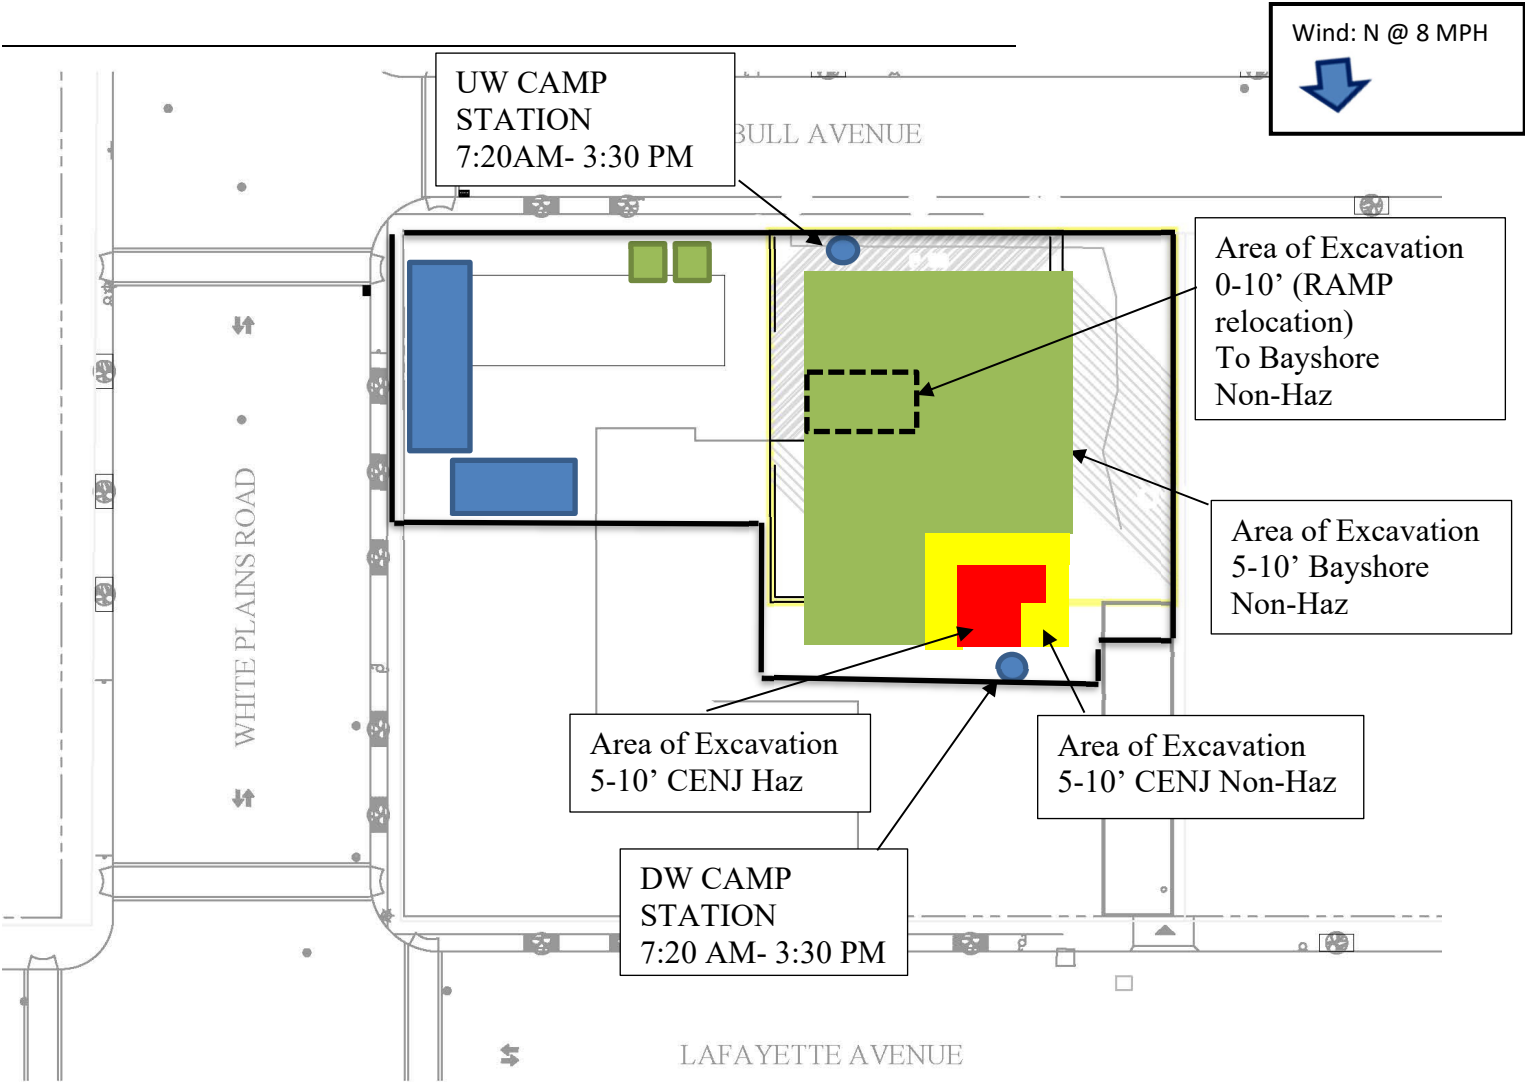 Wind: N @ 8 MPH
UW CAMP
STATION
7:20AM- 3:30 PM
BULL AVENUE
Area of Excavation
0-10’ (RAMP
relocation)
To Bayshore
Non-Haz
WHITE PLAINS ROAD
Area of Excavation
5-10’ Bayshore
Non-Haz
Area of Excavation
5-10’ CENJ Haz
Area of Excavation
5-10’ CENJ Non-Haz
DW CAMP
STATION
7:20 AM- 3:30 PM
LAFAYETTE AVENUE